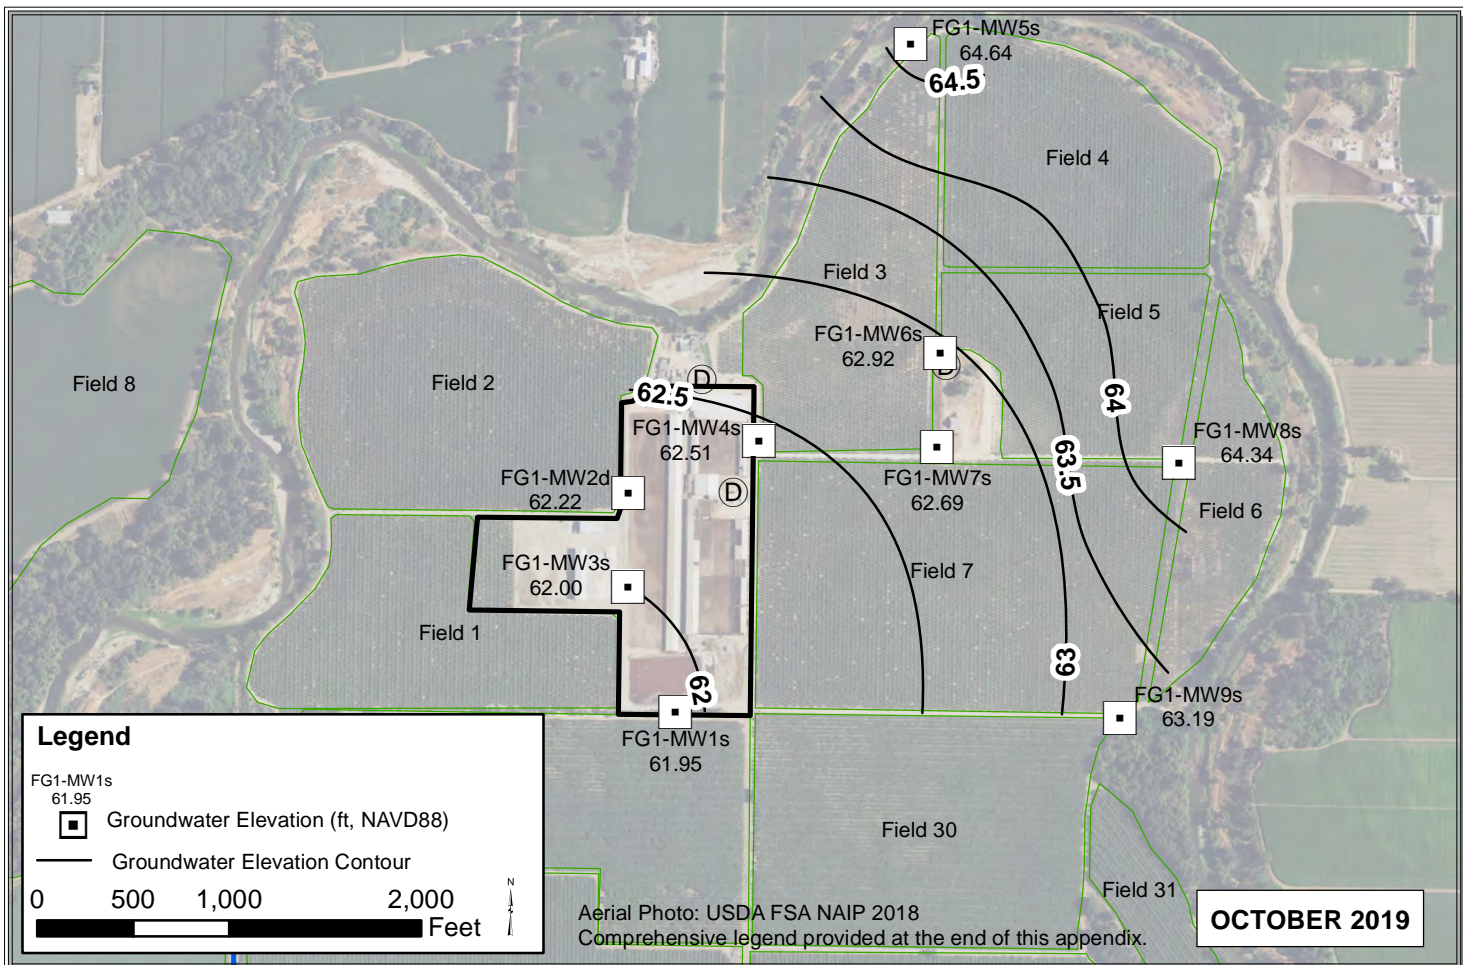 FG1-MW5s
64.64
64.5
Field 4
Field 3
Field 5
FG1-MW6s
62.92
D
Field 8
Field 2
62.5
D
64
FG1-MW4s
62.51
FG1-MW8s
64.34
63.5
FG1-MW7s
62.69
FG1-MW2d
62.22
D
Field 6
FG1-MW3s
62.00
Field 7
Field 1
62
63
FG1-MW9s
63.19
FG1-MW1s
61.95
Field 30
Field 31
Legend
FG1-MW1s
61.95
Groundwater Elevation (ft, NAVD88)
Groundwater Elevation Contour
0 500 1,000 2,000
Feet
N
Aerial Photo: USDA FSA NAIP 2018
Comprehensive legend provided at the end of this appendix.
OCTOBER 2019